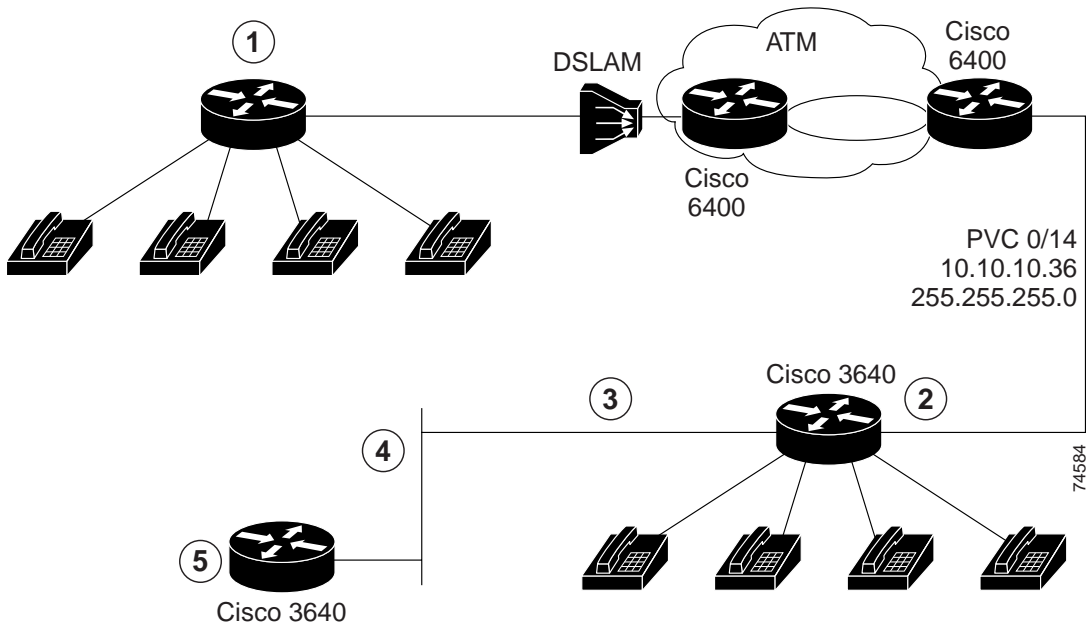 1
DSLAM
ATM
Cisco
6400
Cisco
6400
PVC 0/14
10.10.10.36
255.255.255.0
Cisco 3640
3
2
4
74584
5
Cisco 3640